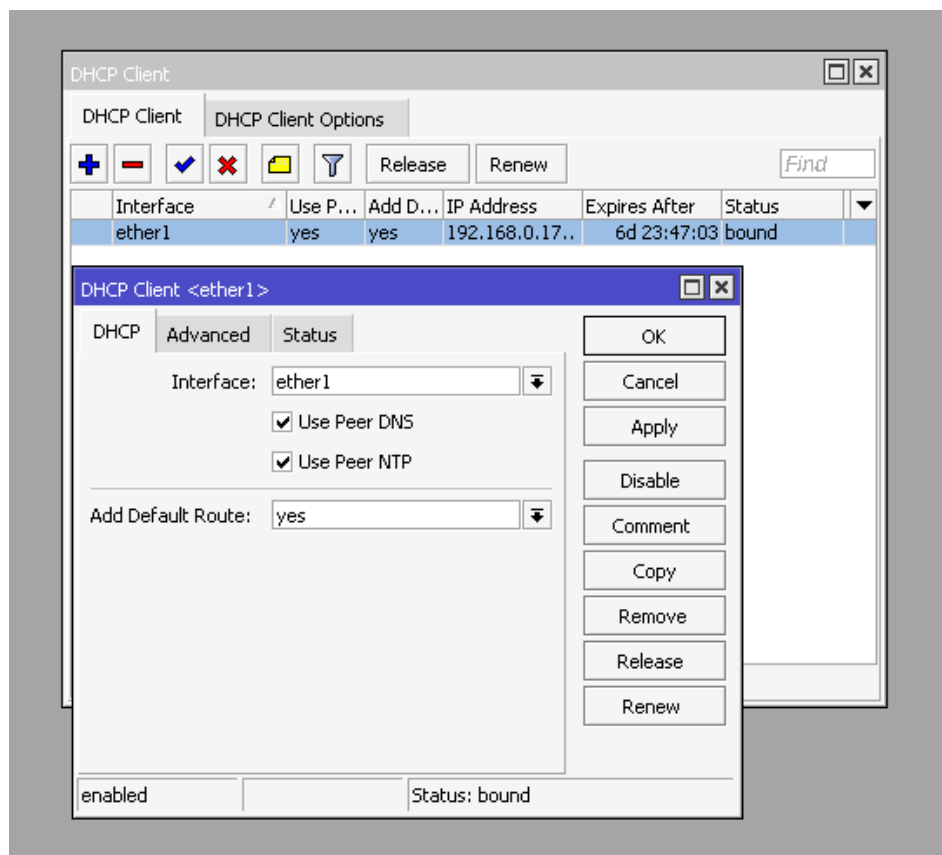 DHCP Client
DHCP Client DHCP Client Options
Release Renew Find
Interface Use P... Add D... IP Address Expires After Status
ether1 yes yes 192.168.0.17.. 6d 23:47:03 bound
DHCP Client <ether1>
DHCP Advanced Status
OK
Interface: ether1 Cancel
Use Peer DNS Apply
Use Peer NTP
Disable
Add Default Route: yes Comment
Copy
Remove
Release
Renew
enabled Status: bound